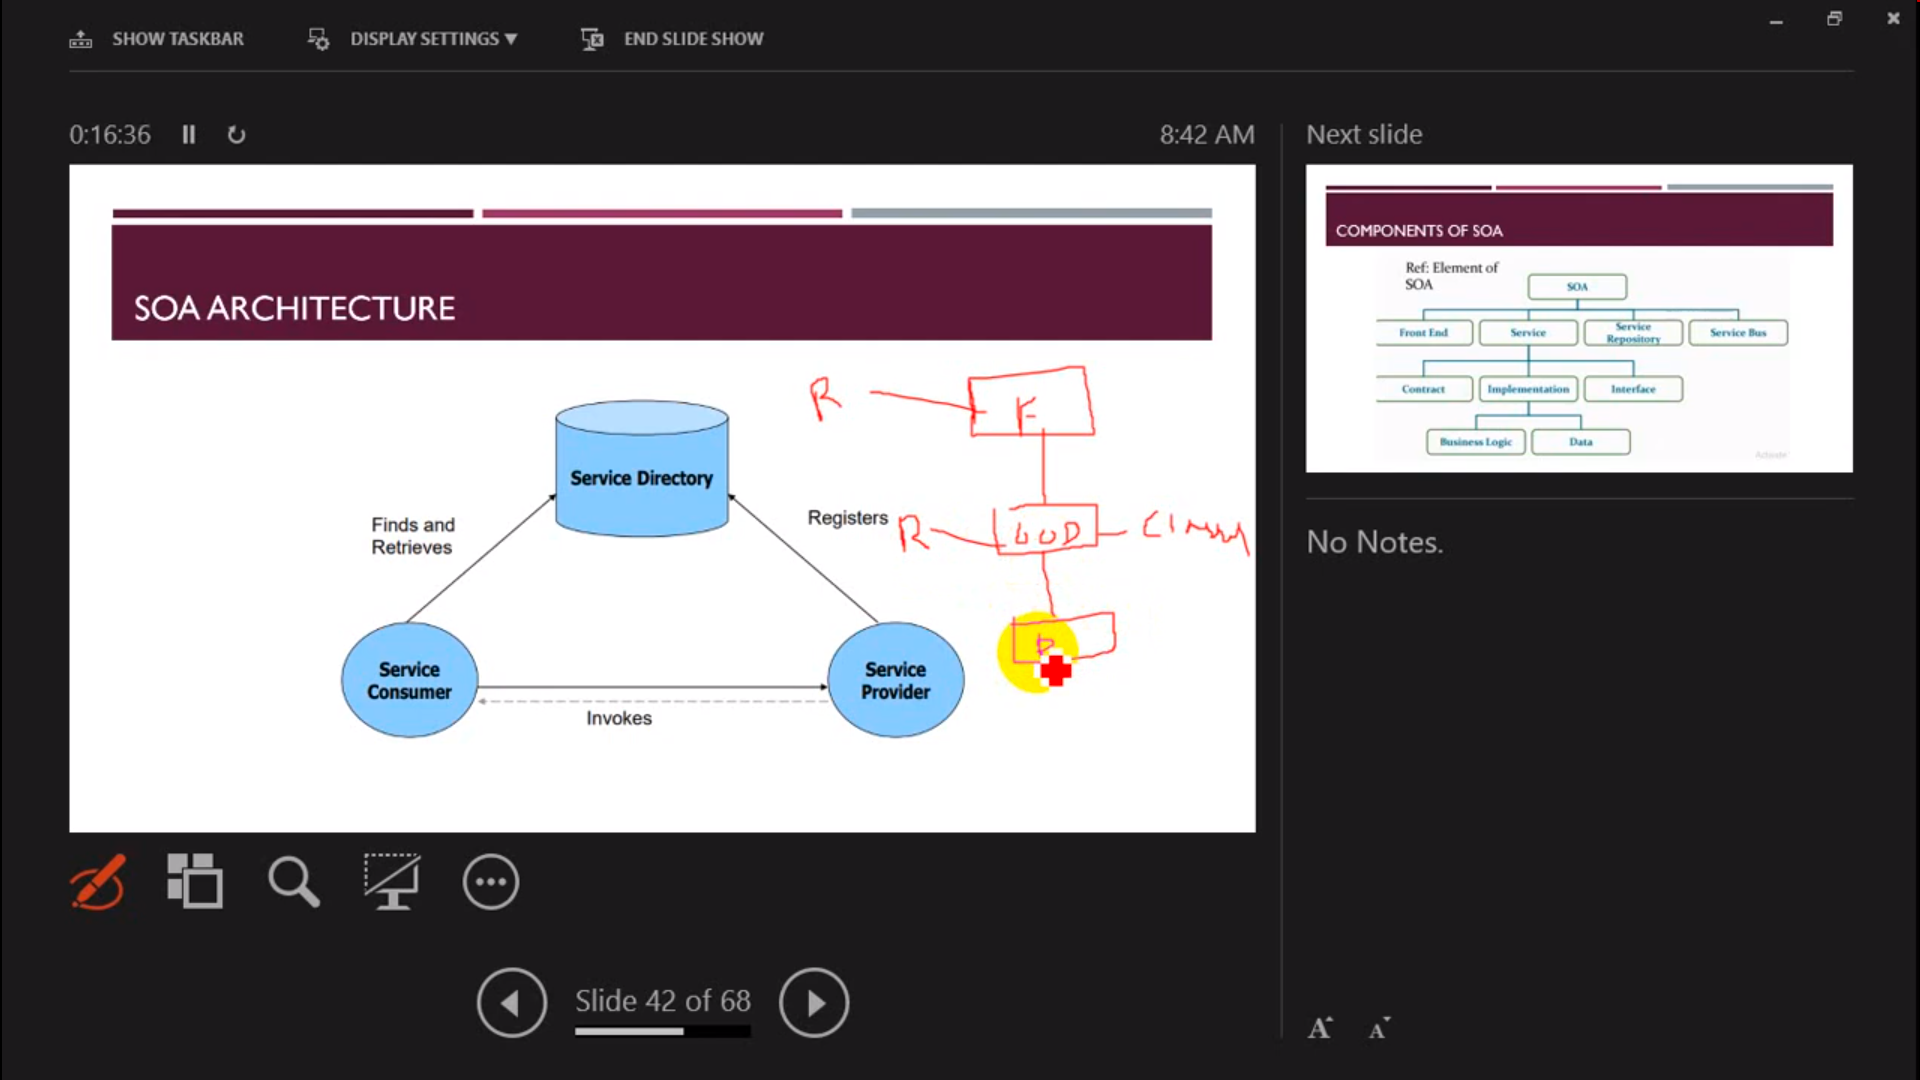 SHOW TASKBAR
DISPLAY SETTINGS ▼
END SLIDE SHOW
0:16:36
8:42 AM
Next slide
SOA ARCHITECTURE
Service Directory
Finds and
Retrieves
Registers
Service
Consumer
Service
Provider
Invokes
R
F
R
D
COMPONENTS OF SOA
Ref: Element of
SOA
SOA
Front End
Service
Service
Repository
Service Bus
Contract
Implementation
Interface
Business Logic
Data
No Notes.
Slide 42 of 68
A
A